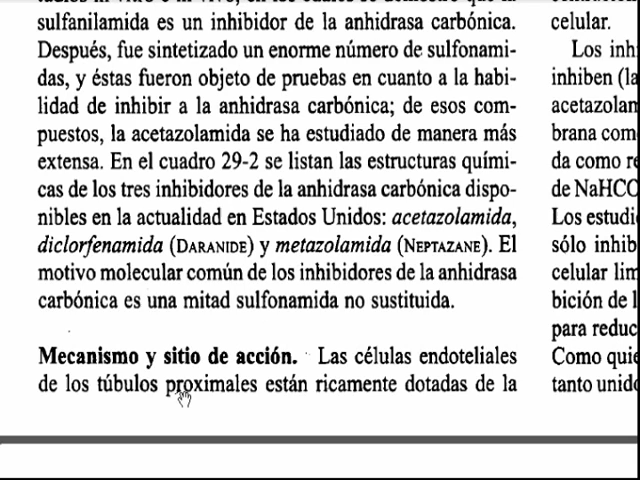 sulfanilamida es un inhibidor de la anhidrasa carbónica.
Después, fue sintetizado un enorme número de sulfonami-
das, y éstas fueron objeto de pruebas en cuanto a la habi-
lidad de inhibir a la anhidrasa carbónica; de esos com-
puestos, la acetazolamida se ha estudiado de manera más
extensa. En el cuadro 29-2 se listan las estructuras quími-
cas de los tres inhibidores de la anhidrasa carbónica dispo-
nibles en la actualidad en Estados Unidos: acetazolamida,
diclorfenamida (DARANIDE) y metazolamida (NEPTAZANE). El
motivo molecular común de los inhibidores de la anhidrasa
carbónica es una mitad sulfonamida no sustituida.
Mecanismo y sitio de acción. Las células endoteliales
de los túbulos proximales están ricamente dotadas de la
celular.
Los inh
inhiben (la
acetazolam
brana com
da como re
de NaHCO
Los estudi
sólo inhib
celular lim
bición de l
para reduc
Como quie
tanto unid